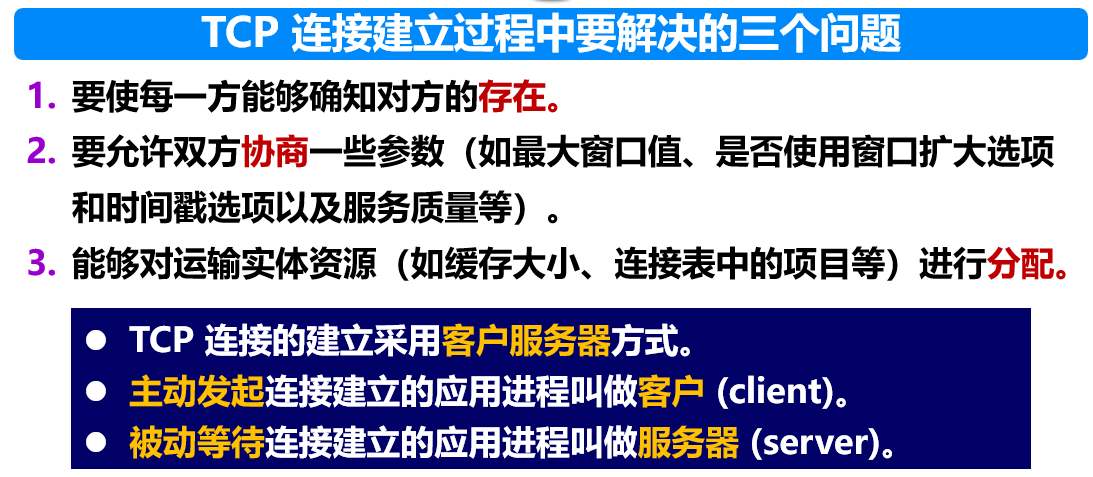 TCP 连接建立过程中要解决的三个问题
1. 要使每一方能够确知对方的存在。
2. 要允许双方协商一些参数（如最大窗口值、是否使用窗口扩大选项
和时间戳选项以及服务质量等）。
3. 能够对运输实体资源（如缓存大小、连接表中的项目等）进行分配。
● TCP 连接的建立采用客户服务器方式。
● 主动发起连接建立的应用进程叫做客户 (client)。
● 被动等待连接建立的应用进程叫做服务器 (server)。